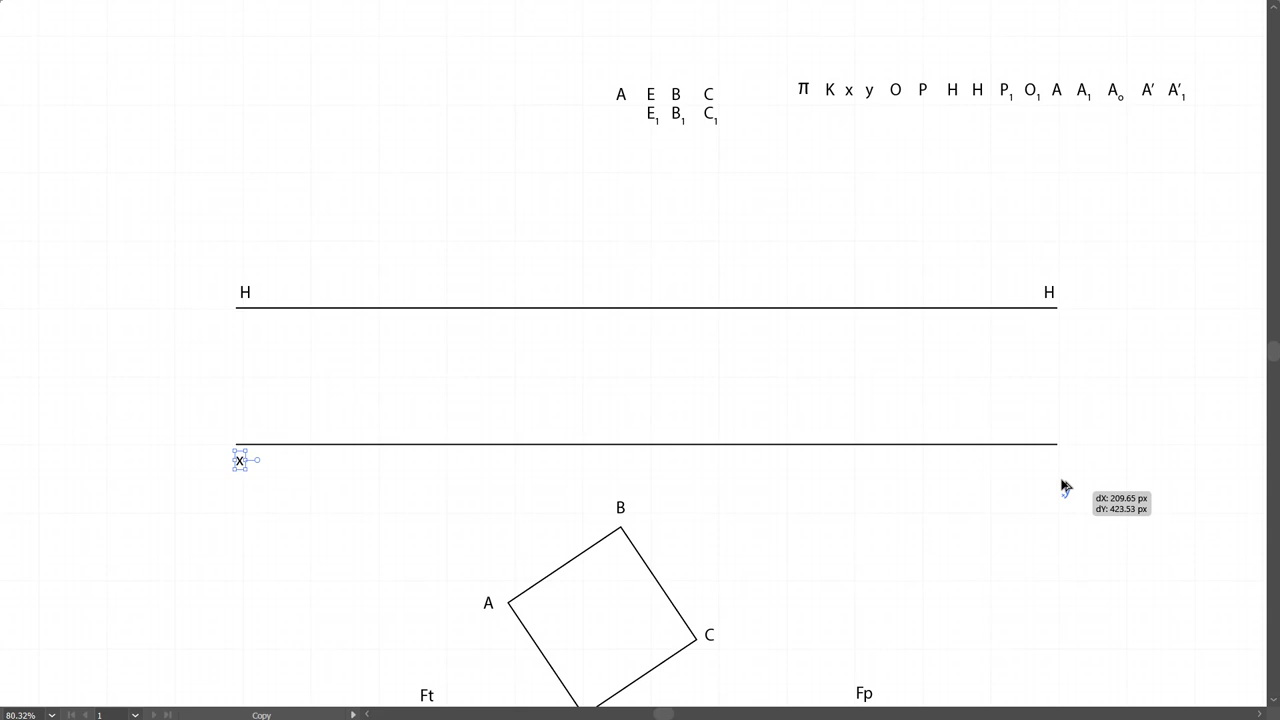 π K x y O P H H P₁ O₁ A A₁ Aₒ A′ A′₁
A E B C
E₁ B₁ C₁
H H
x
y
dX: 209.65 px
dY: 423.53 px
B
A
C
Ft Fp
80.32% 1 Copy